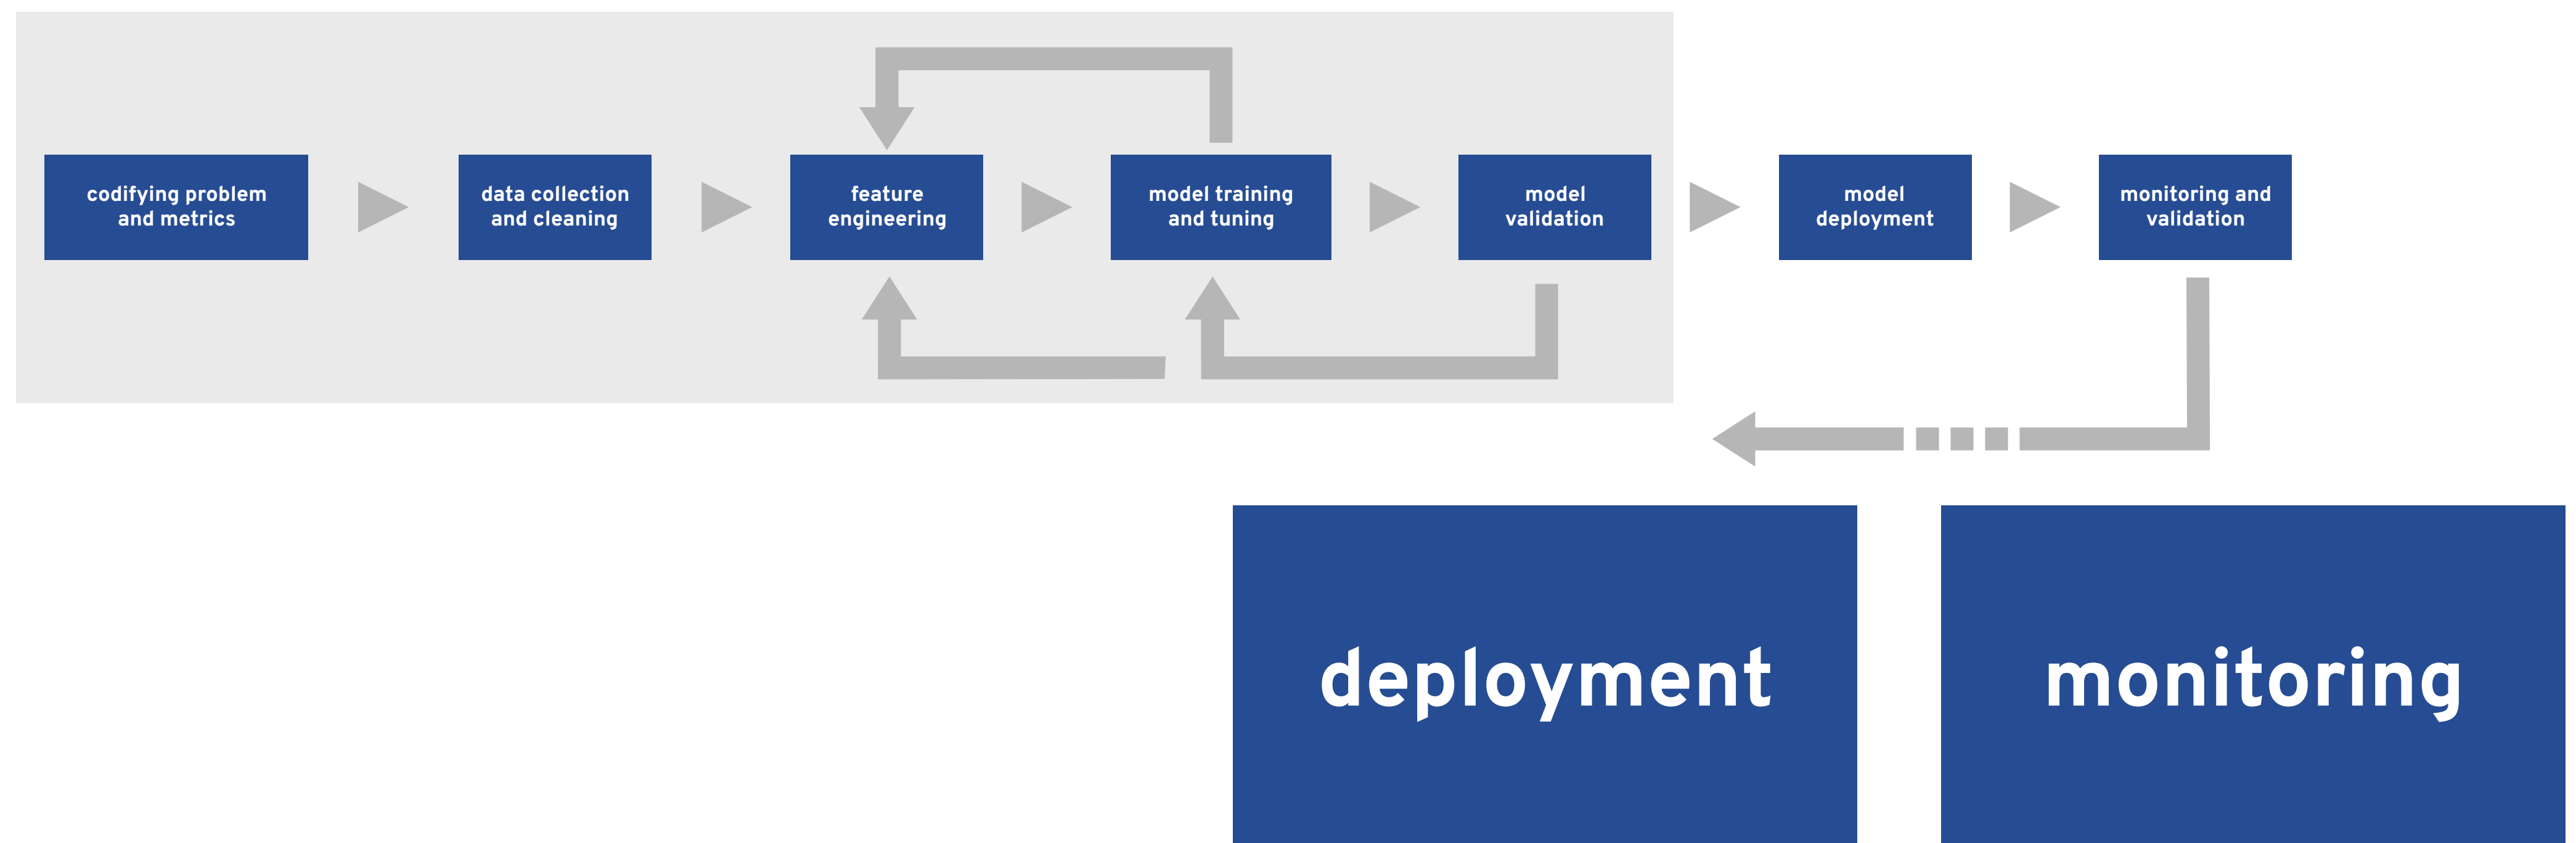 codifying problem
and metrics
data collection
and cleaning
feature
engineering
model training
and tuning
model
validation
model
deployment
monitoring and
validation
deployment
monitoring